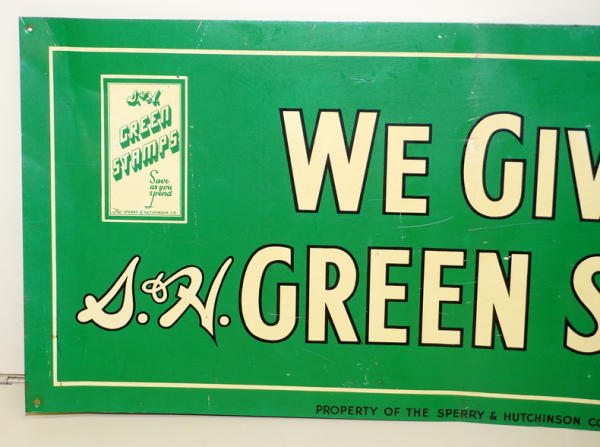 S&H
GREEN
STAMPS
Save
as you
spend
The SPERRY & HUTCHINSON CO.
WE GIV
S.&H. GREEN S
PROPERTY OF THE SPERRY & HUTCHINSON CO